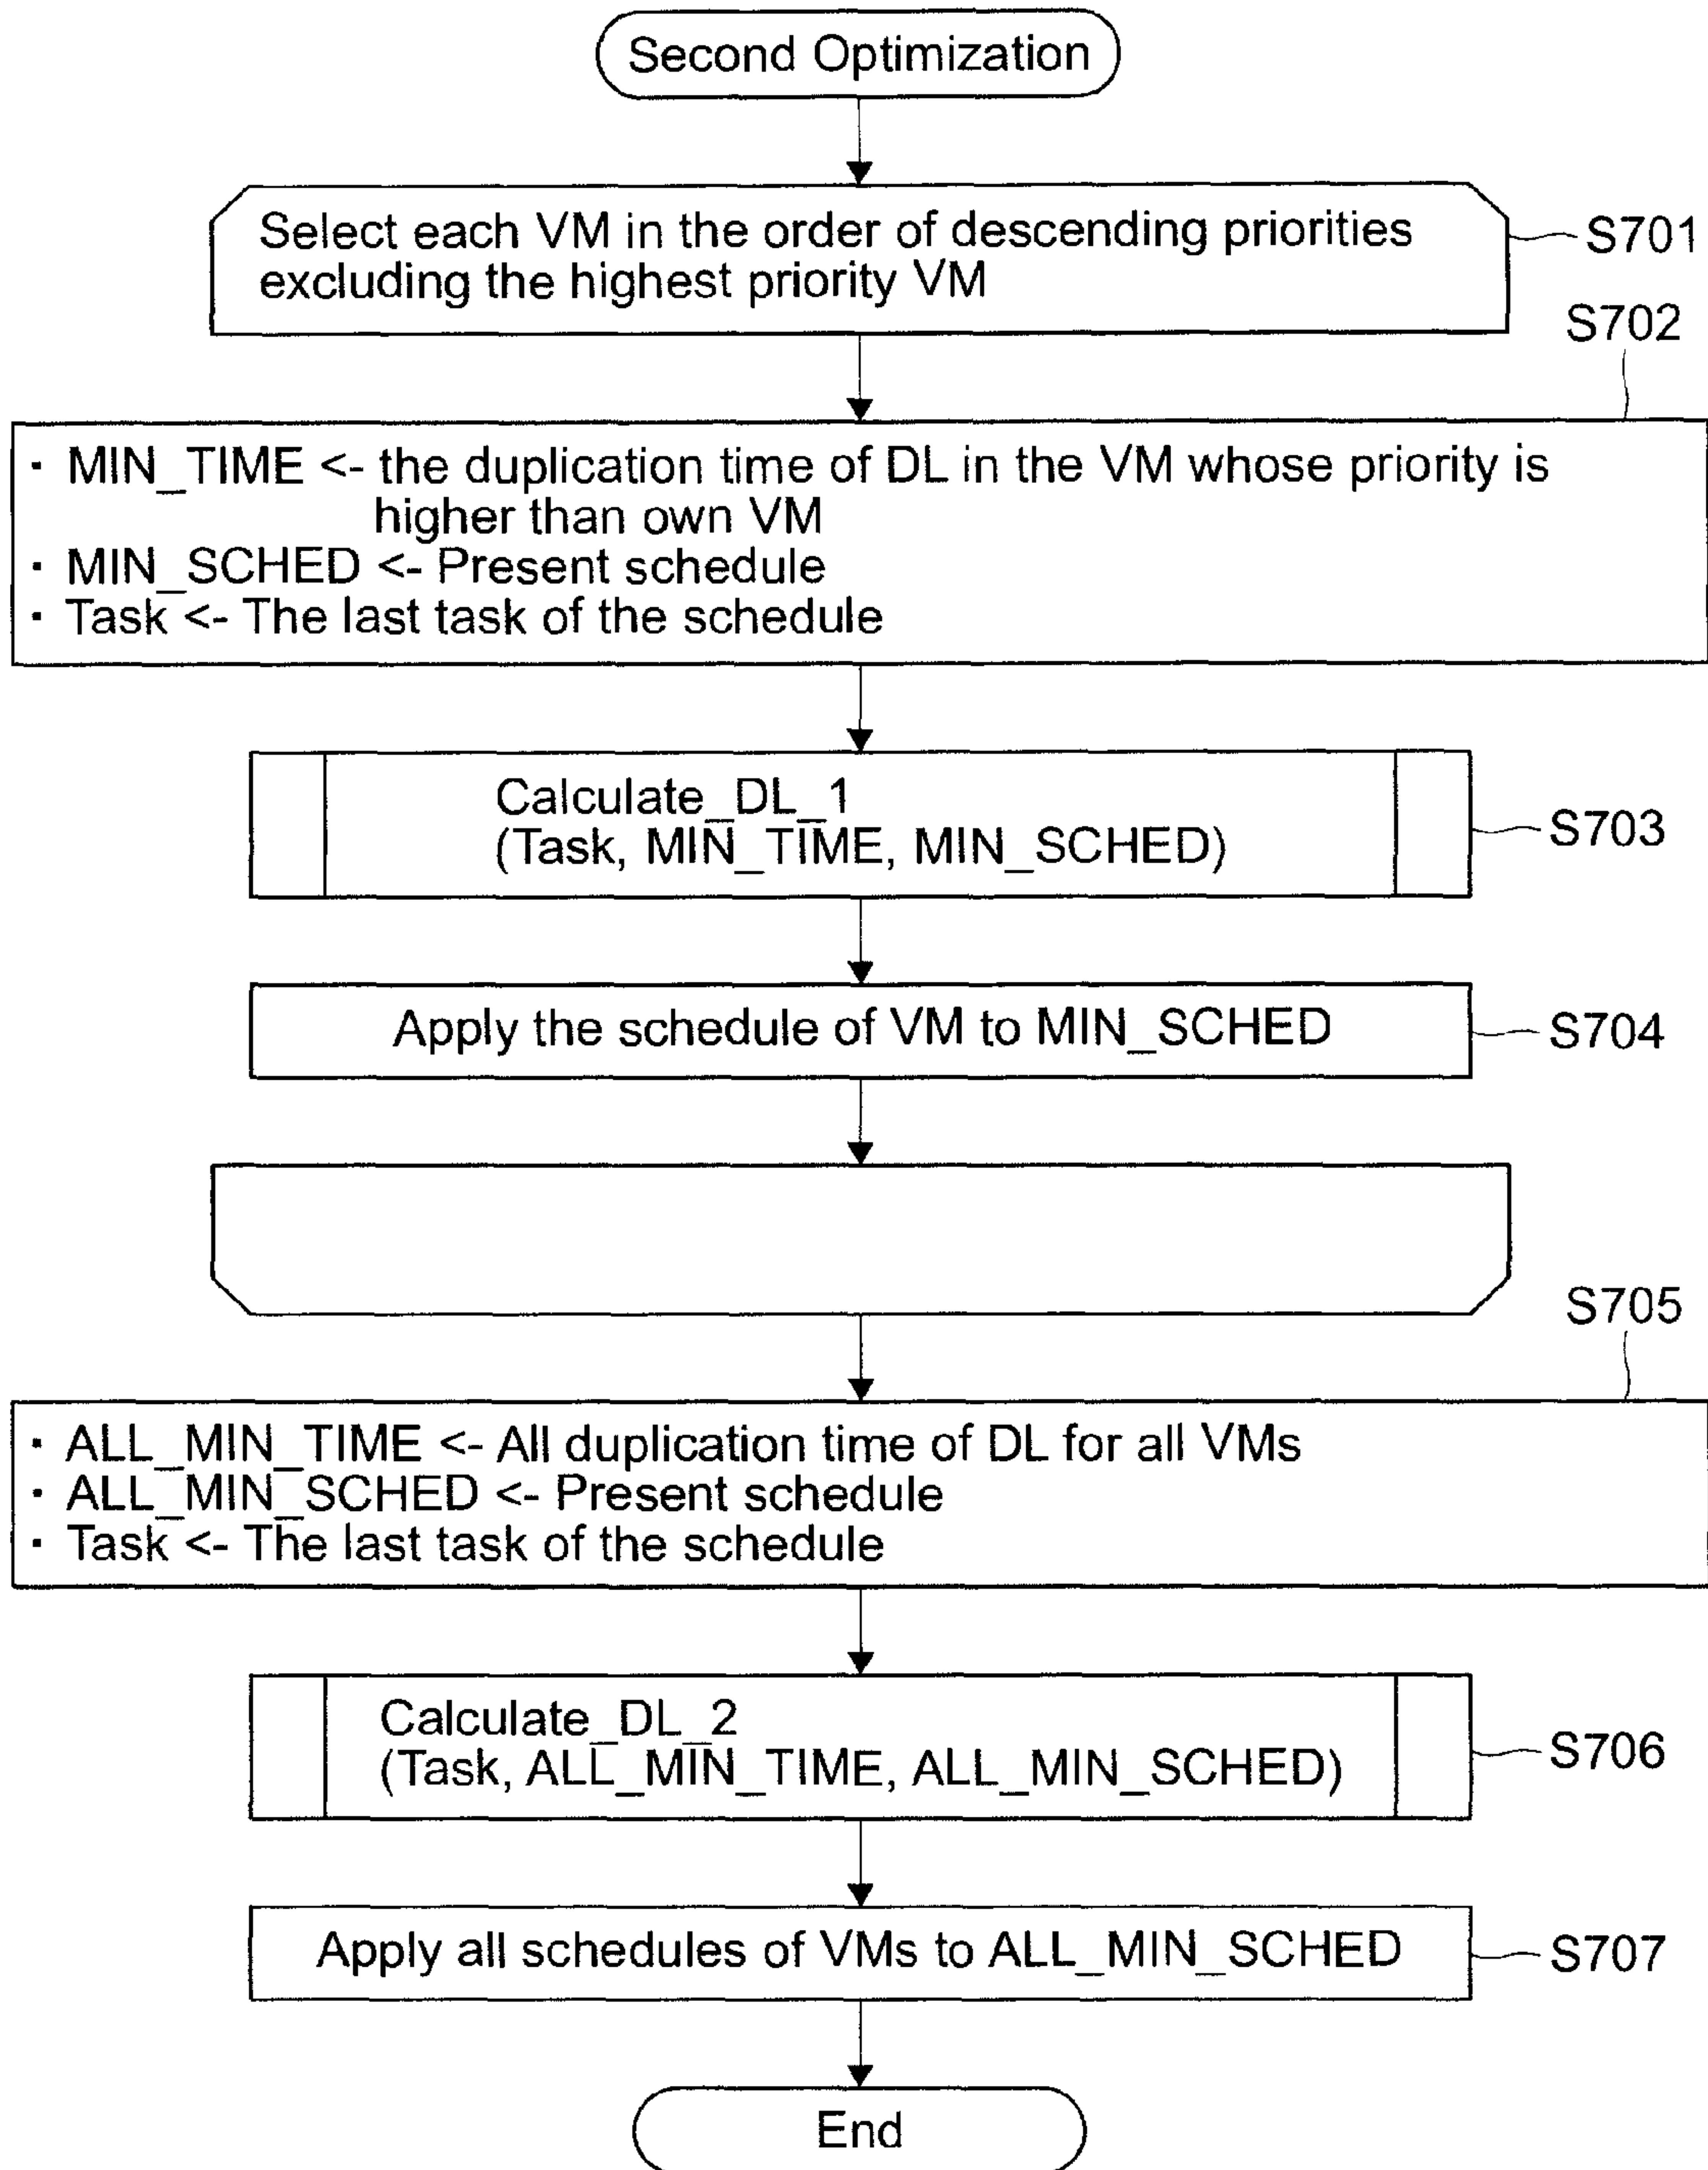 Second Optimization
Select each VM in the order of descending priorities
excluding the highest priority VM
S701
S702
· MIN_TIME <- the duplication time of DL in the VM whose priority is
higher than own VM
· MIN_SCHED <- Present schedule
· Task <- The last task of the schedule
Calculate_DL_1
(Task, MIN_TIME, MIN_SCHED)
S703
Apply the schedule of VM to MIN_SCHED
S704
S705
· ALL_MIN_TIME <- All duplication time of DL for all VMs
· ALL_MIN_SCHED <- Present schedule
· Task <- The last task of the schedule
Calculate_DL_2
(Task, ALL_MIN_TIME, ALL_MIN_SCHED)
S706
Apply all schedules of VMs to ALL_MIN_SCHED
S707
End